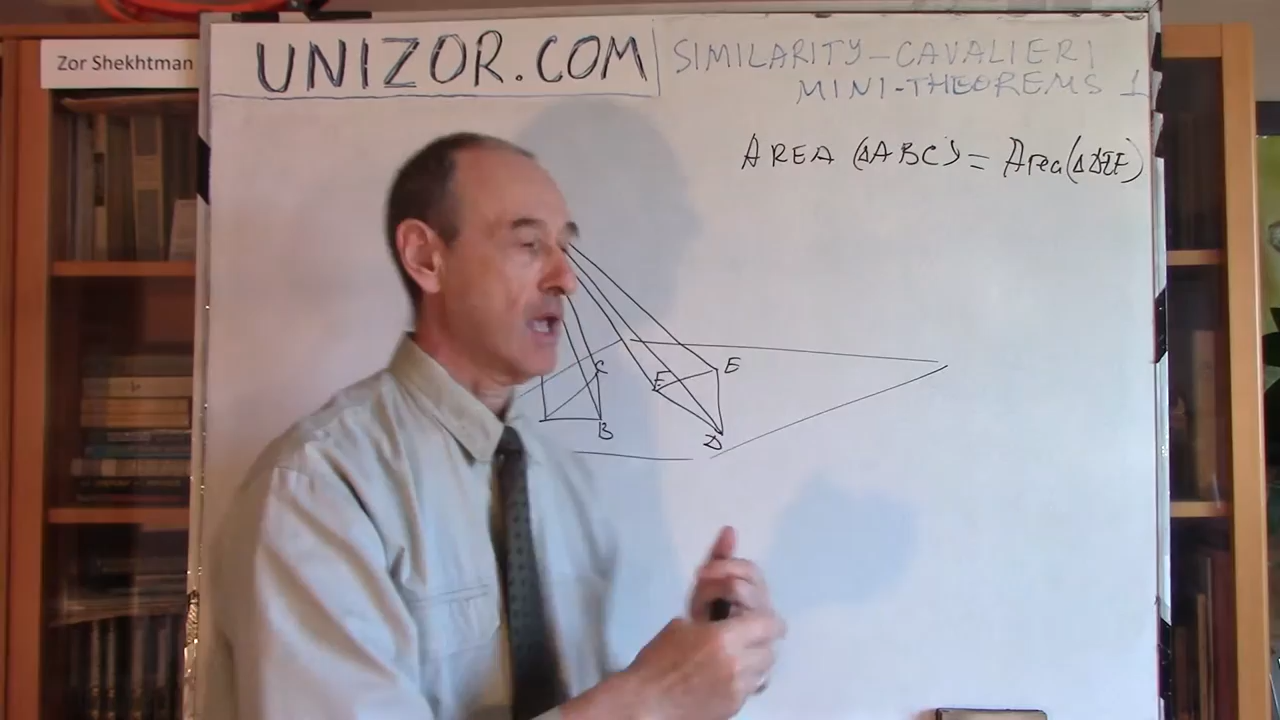 Zor Shekhtman
UNIZOR.COM
SIMILARITY-CAVALIERI
MINI-THEOREMS 1
AREA (ΔABC) = Area(ΔDEF)
C
E
F
B
D